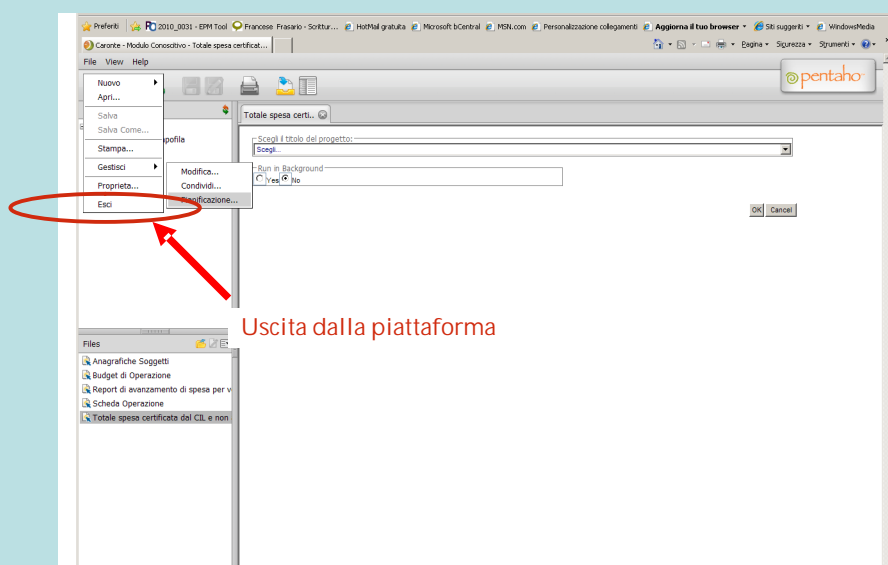 Preferiti 2010_0031 - EPM Tool Francese Frasario - Scrittur... HotMail gratuita Microsoft bCentral MSN.com Personalizzazione collegamenti Aggiorna il tuo browser Siti suggeriti WindowsMedia
Caronte - Modulo Conoscitivo - Totale spesa certificat...
Pagina Sicurezza Strumenti
File View Help
pentaho
Nuovo
Apri...
Salva
Salva Come...
Stampa...
Gestisci
Proprieta...
Esci
Modifica...
Condividi...
Pianificazione...
Totale spesa certi..
Scegli il titolo del progetto:
Scegli...
Run in Background
Yes No
OK Cancel
Uscita dalla piattaforma
Files
Anagrafiche Soggetti
Budget di Operazione
Report di avanzamento di spesa per v
Scheda Operazione
Totale spesa certificata dal CIL e non